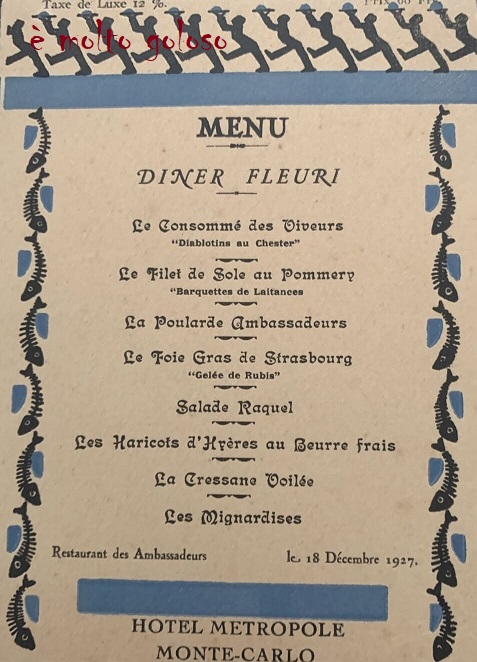 Taxe de Luxe 12 %.
è molto goloso
MENU
DINER FLEURI
Le Consommé des Viveurs
"Diablotins au Chester"
Le Filet de Sole au Pommery
"Barquettes de Laitances
La Poularde Ambassadeurs
Le Foie Gras de Strasbourg
"Gelée de Rubis"
Salade Raquel
Les Haricots d'Hyères au Beurre frais
La Cressane Voilée
Les Mignardises
Restaurant des Ambassadeurs le 18 Décembre 1927.
HOTEL METROPOLE
MONTE-CARLO